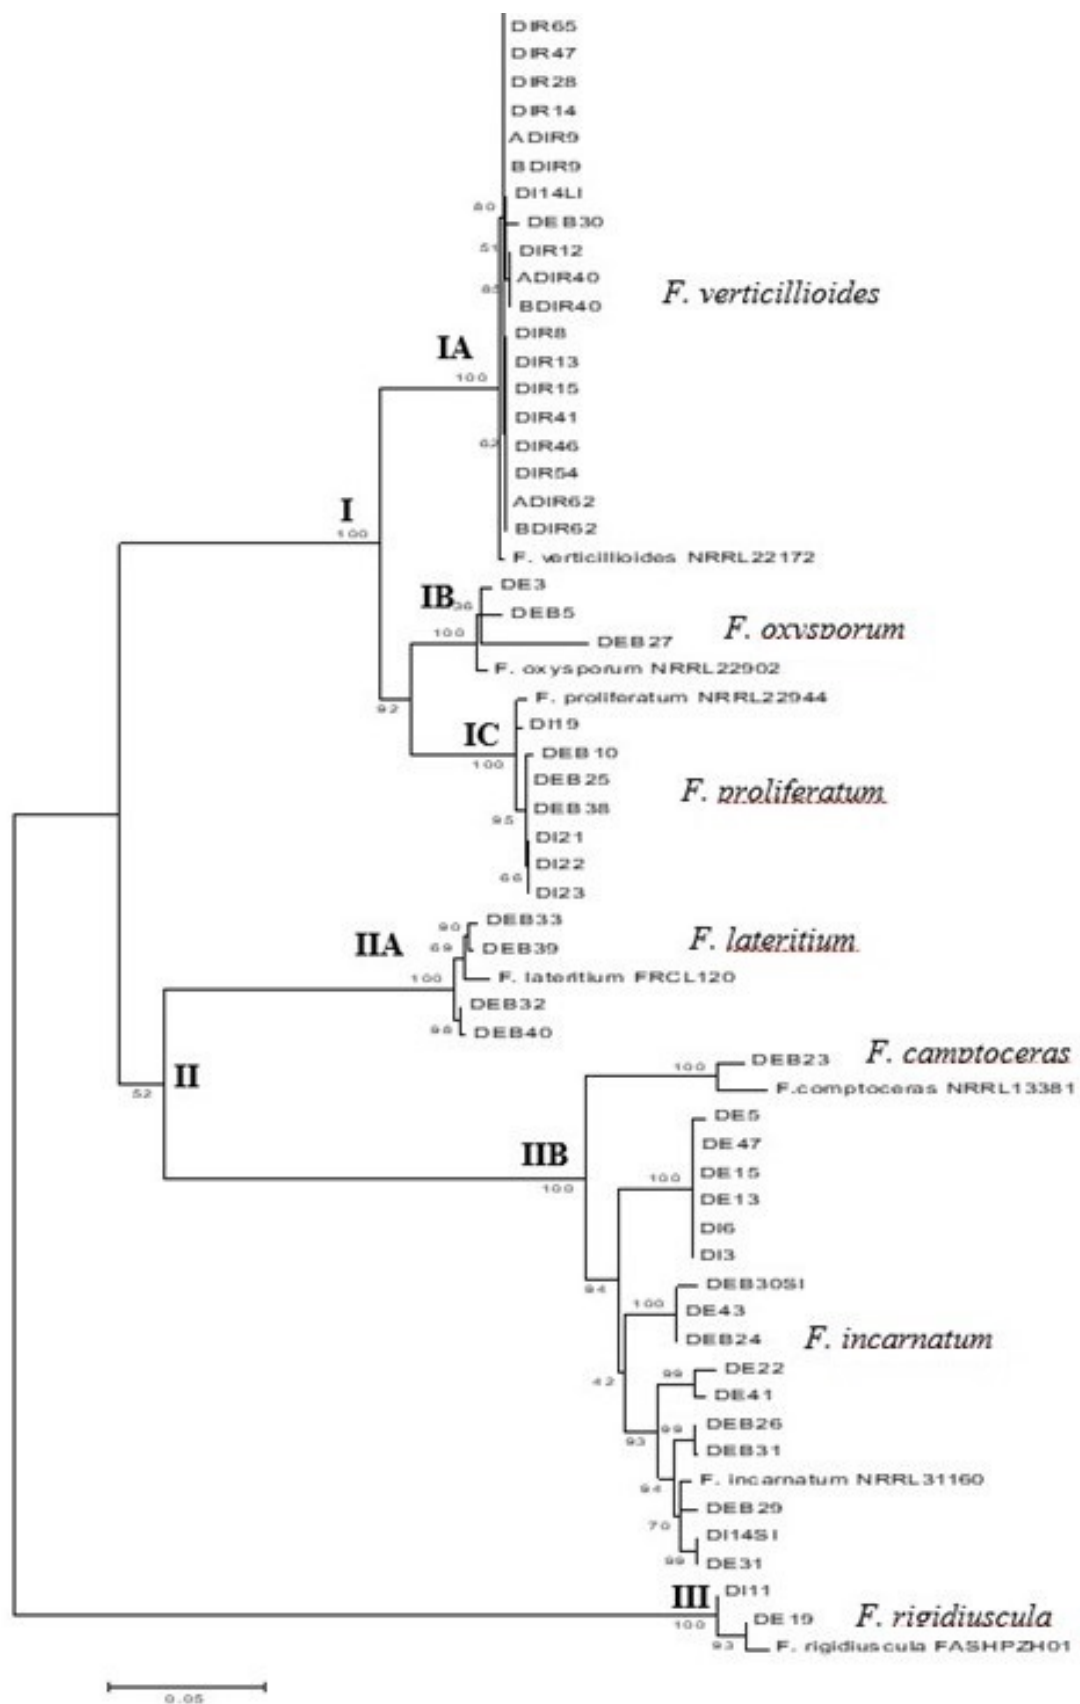 DIR65
DIR47
DIR28
DIR14
ADIR9
BDIR9
DI14LI
80
DEB30
51
DIR12
ADIR40
85
BDIR40
F. verticillioides
DIR8
IA
DIR13
100
DIR15
DIR41
62
DIR46
DIR54
ADIR62
I
BDIR62
100
F. verticillioides NRRL22172
DE3
IB
36
DEB5
F. oxysporum
100
DEB27
F. oxysporum NRRL22902
F. proliferatum NRRL22944
92
DI19
IC
DEB10
100
DEB25
F. proliferatum
DEB38
95
DI21
DI22
66
DI23
DEB33
90
IIA
F. lateritium
69
DEB39
100
F. lateritium FRCL120
DEB32
98
DEB40
F. camptoceras
DEB23
100
II
52
F.comptoceras NRRL13381
DE5
DE47
IIB
100
DE15
100
DE13
DI6
DI3
94
DEB30SI
100
DE43
F. incarnatum
DEB24
DE22
42
99
DE41
DEB26
99
93
DEB31
F. incarnatum NRRL31160
94
DEB29
70
DI14SI
99
DE31
III
DI11
100
DE19
F. rigidiuscula
93
F. rigidiuscula FASHPZH01
0.05